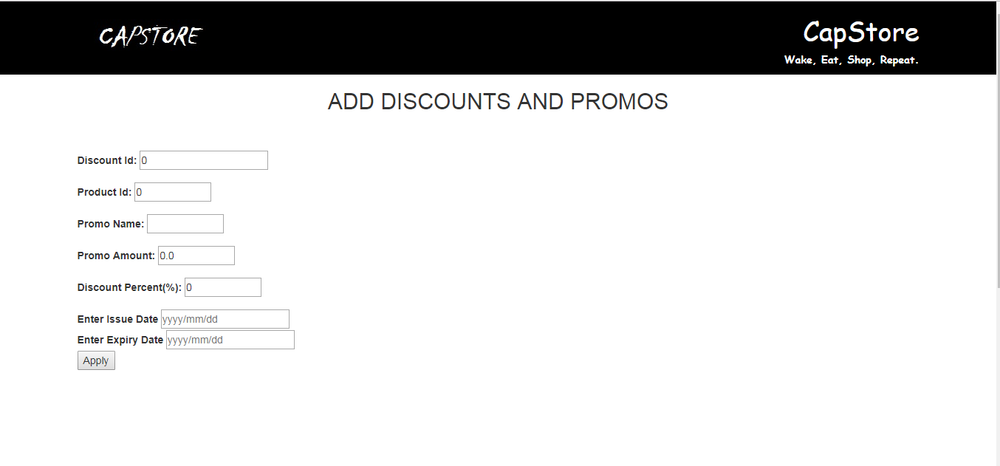 CAPSTORE
CapStore
Wake, Eat, Shop, Repeat.
ADD DISCOUNTS AND PROMOS
Discount Id: 0
Product Id: 0
Promo Name:
Promo Amount: 0.0
Discount Percent(%): 0
Enter Issue Date yyyy/mm/dd
Enter Expiry Date yyyy/mm/dd
Apply